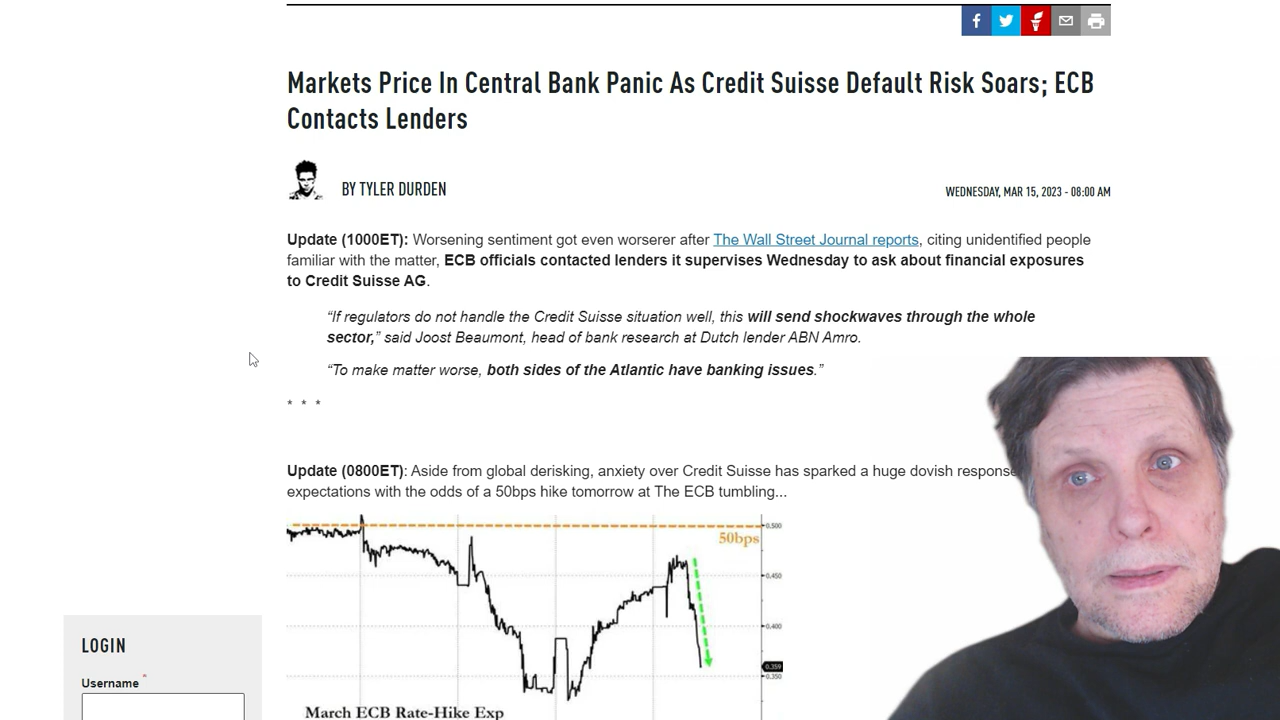 Markets Price In Central Bank Panic As Credit Suisse Default Risk Soars; ECB
Contacts Lenders
BY TYLER DURDEN
WEDNESDAY, MAR 15, 2023 - 08:00 AM
Update (1000ET): Worsening sentiment got even worserer after The Wall Street Journal reports, citing unidentified people
familiar with the matter, ECB officials contacted lenders it supervises Wednesday to ask about financial exposures
to Credit Suisse AG.
“If regulators do not handle the Credit Suisse situation well, this will send shockwaves through the whole
sector,” said Joost Beaumont, head of bank research at Dutch lender ABN Amro.
“To make matter worse, both sides of the Atlantic have banking issues.”
* * *
Update (0800ET): Aside from global derisking, anxiety over Credit Suisse has sparked a huge dovish response
expectations with the odds of a 50bps hike tomorrow at The ECB tumbling...
0.500
50bps
0.450
0.400
0.359
0.350
March ECB Rate-Hike Exp
LOGIN
Username *